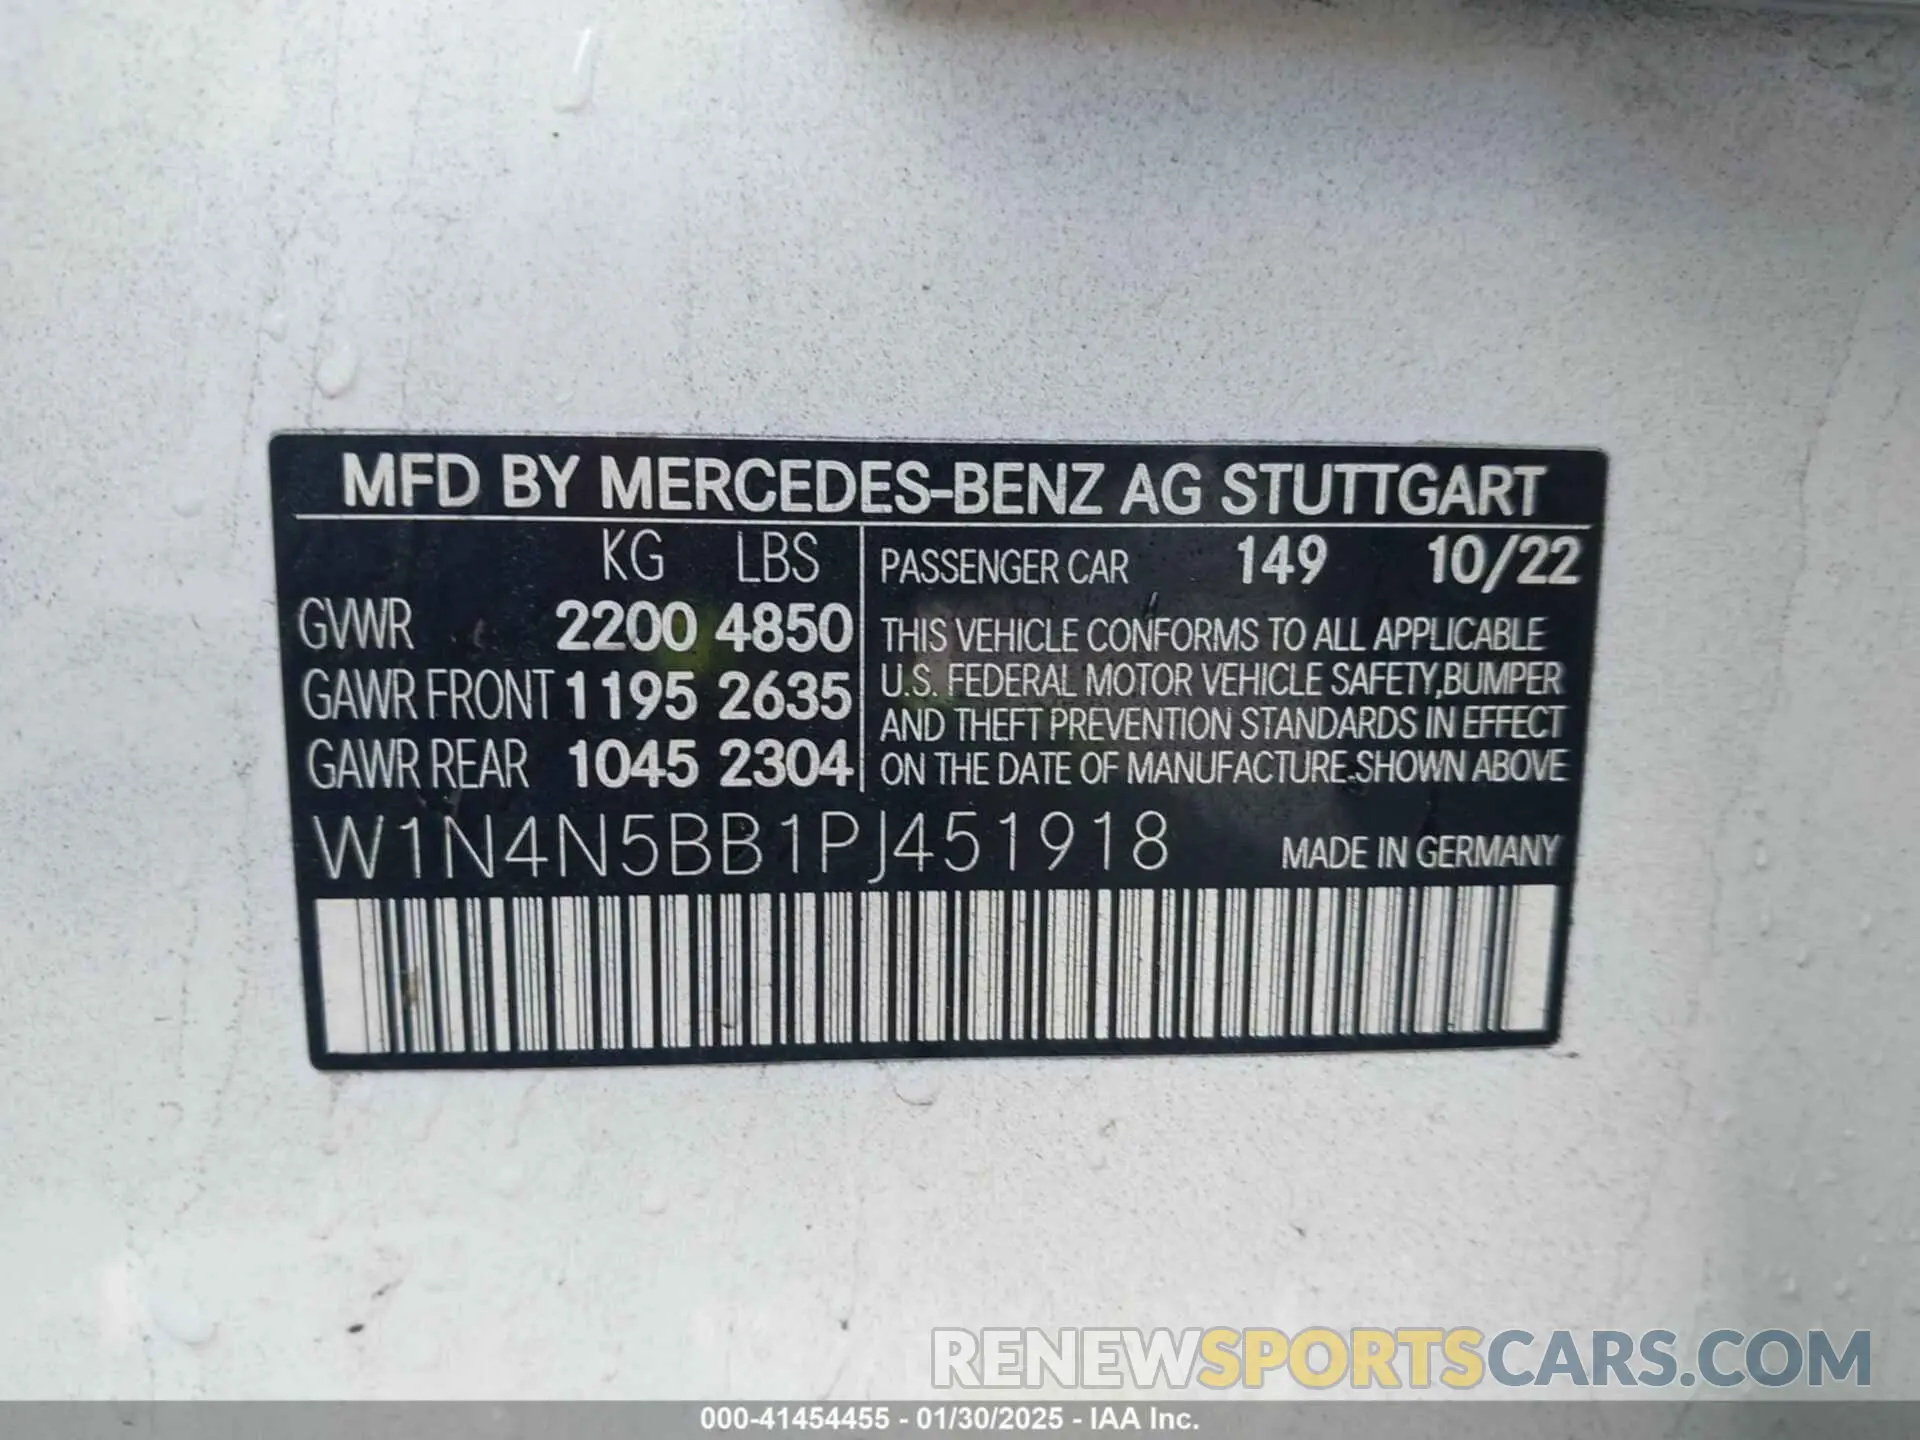 MFD BY MERCEDES-BENZ AG STUTTGART
KG LBS
GVWR 2200 4850
GAWR FRONT 1195 2635
GAWR REAR 1045 2304
PASSENGER CAR 149 10/22
THIS VEHICLE CONFORMS TO ALL APPLICABLE
U.S. FEDERAL MOTOR VEHICLE SAFETY,BUMPER
AND THEFT PREVENTION STANDARDS IN EFFECT
ON THE DATE OF MANUFACTURE SHOWN ABOVE
W1N4N5BB1PJ451918 MADE IN GERMANY
RENEWSPORTSCARS.COM
000-41454455 - 01/30/2025 - IAA Inc.